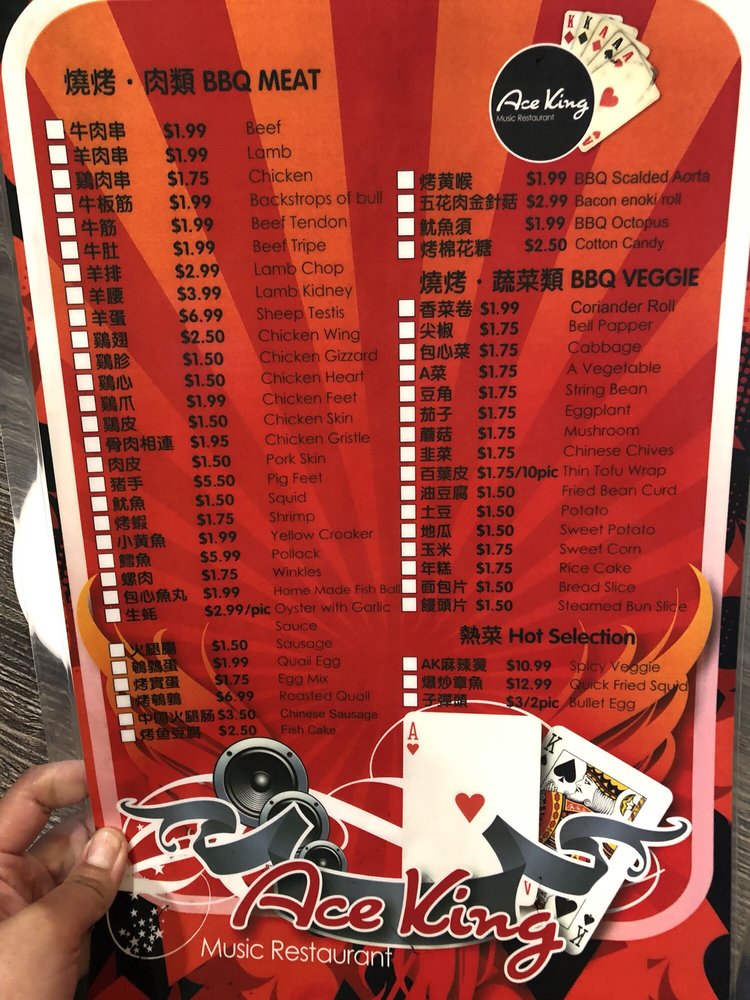 燒烤・肉類 BBQ MEAT
牛肉串 $1.99 Beef
羊肉串 $1.99 Lamb
鷄肉串 $1.75 Chicken
牛板筋 $1.99 Backstrops of bull
牛筋 $1.99 Beef Tendon
牛肚 $1.99 Beef Tripe
羊排 $2.99 Lamb Chop
羊腰 $3.99 Lamb Kidney
羊蛋 $6.99 Sheep Testis
鷄翅 $2.50 Chicken Wing
鷄胗 $1.50 Chicken Gizzard
鷄心 $1.50 Chicken Heart
鷄爪 $1.99 Chicken Feet
鷄皮 $1.50 Chicken Skin
骨肉相連 $1.95 Chicken Gristle
肉皮 $1.50 Pork Skin
猪手 $5.50 Pig Feet
魷魚 $1.50 Squid
烤蝦 $1.75 Shrimp
小黄魚 $1.99 Yellow Croaker
鱈魚 $5.99 Pollack
螺肉 $1.75 Winkles
包心魚丸 $1.99 Home Made Fish Ball
生蚝 $2.99/pic Oyster with Garlic
Sauce
火腿腸 $1.50 Sausage
鵪鶉蛋 $1.99 Quail Egg
烤實蛋 $1.75 Egg Mix
烤鵪鶉 $6.99 Roasted Quail
中国火腿肠 $3.50 Chinese Sausage
烤鱼豆腐 $2.50 Fish Cake
Ace King
Music Restaurant
烤黄喉 $1.99 BBQ Scalded Aorta
五花肉金針菇 $2.99 Bacon enoki roll
魷魚須 $1.99 BBQ Octopus
烤棉花糖 $2.50 Cotton Candy
燒烤・蔬菜類 BBQ VEGGIE
香菜卷 $1.99 Coriander Roll
尖椒 $1.75 Bell Papper
包心菜 $1.75 Cabbage
A菜 $1.75 A Vegetable
豆角 $1.75 String Bean
茄子 $1.75 Eggplant
蘑菇 $1.75 Mushroom
韭菜 $1.75 Chinese Chives
百葉皮 $1.75/10pic Thin Tofu Wrap
油豆腐 $1.50 Fried Bean Curd
土豆 $1.50 Potato
地瓜 $1.50 Sweet Potato
玉米 $1.75 Sweet Corn
年糕 $1.75 Rice Cake
面包片 $1.50 Bread Slice
饅頭片 $1.50 Steamed Bun Slice
熱菜 Hot Selection
AK麻辣燙 $10.99 Spicy Veggie
爆炒章魚 $12.99 Quick Fried Squid
子彈頭 $3/2pic Bullet Egg
A
K
K
Ace King
Music Restaurant